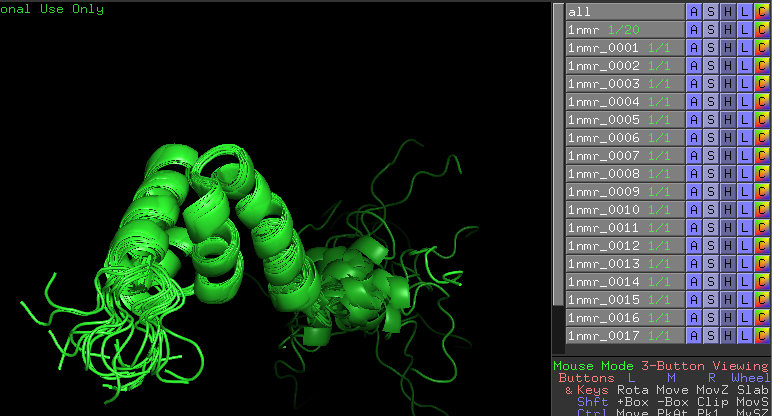 onal Use Only
all A S H L C
1nmr 1/20 A S H L C
1nmr_0001 1/1 A S H L C
1nmr_0002 1/1 A S H L C
1nmr_0003 1/1 A S H L C
1nmr_0004 1/1 A S H L C
1nmr_0005 1/1 A S H L C
1nmr_0006 1/1 A S H L C
1nmr_0007 1/1 A S H L C
1nmr_0008 1/1 A S H L C
1nmr_0009 1/1 A S H L C
1nmr_0010 1/1 A S H L C
1nmr_0011 1/1 A S H L C
1nmr_0012 1/1 A S H L C
1nmr_0013 1/1 A S H L C
1nmr_0014 1/1 A S H L C
1nmr_0015 1/1 A S H L C
1nmr_0016 1/1 A S H L C
1nmr_0017 1/1 A S H L C
Mouse Mode 3-Button Viewing
Buttons L M R Wheel
& Keys Rota Move MovZ Slab
Shft +Box -Box Clip MovS
Ctrl Move PkAt Pk1 MvSZ